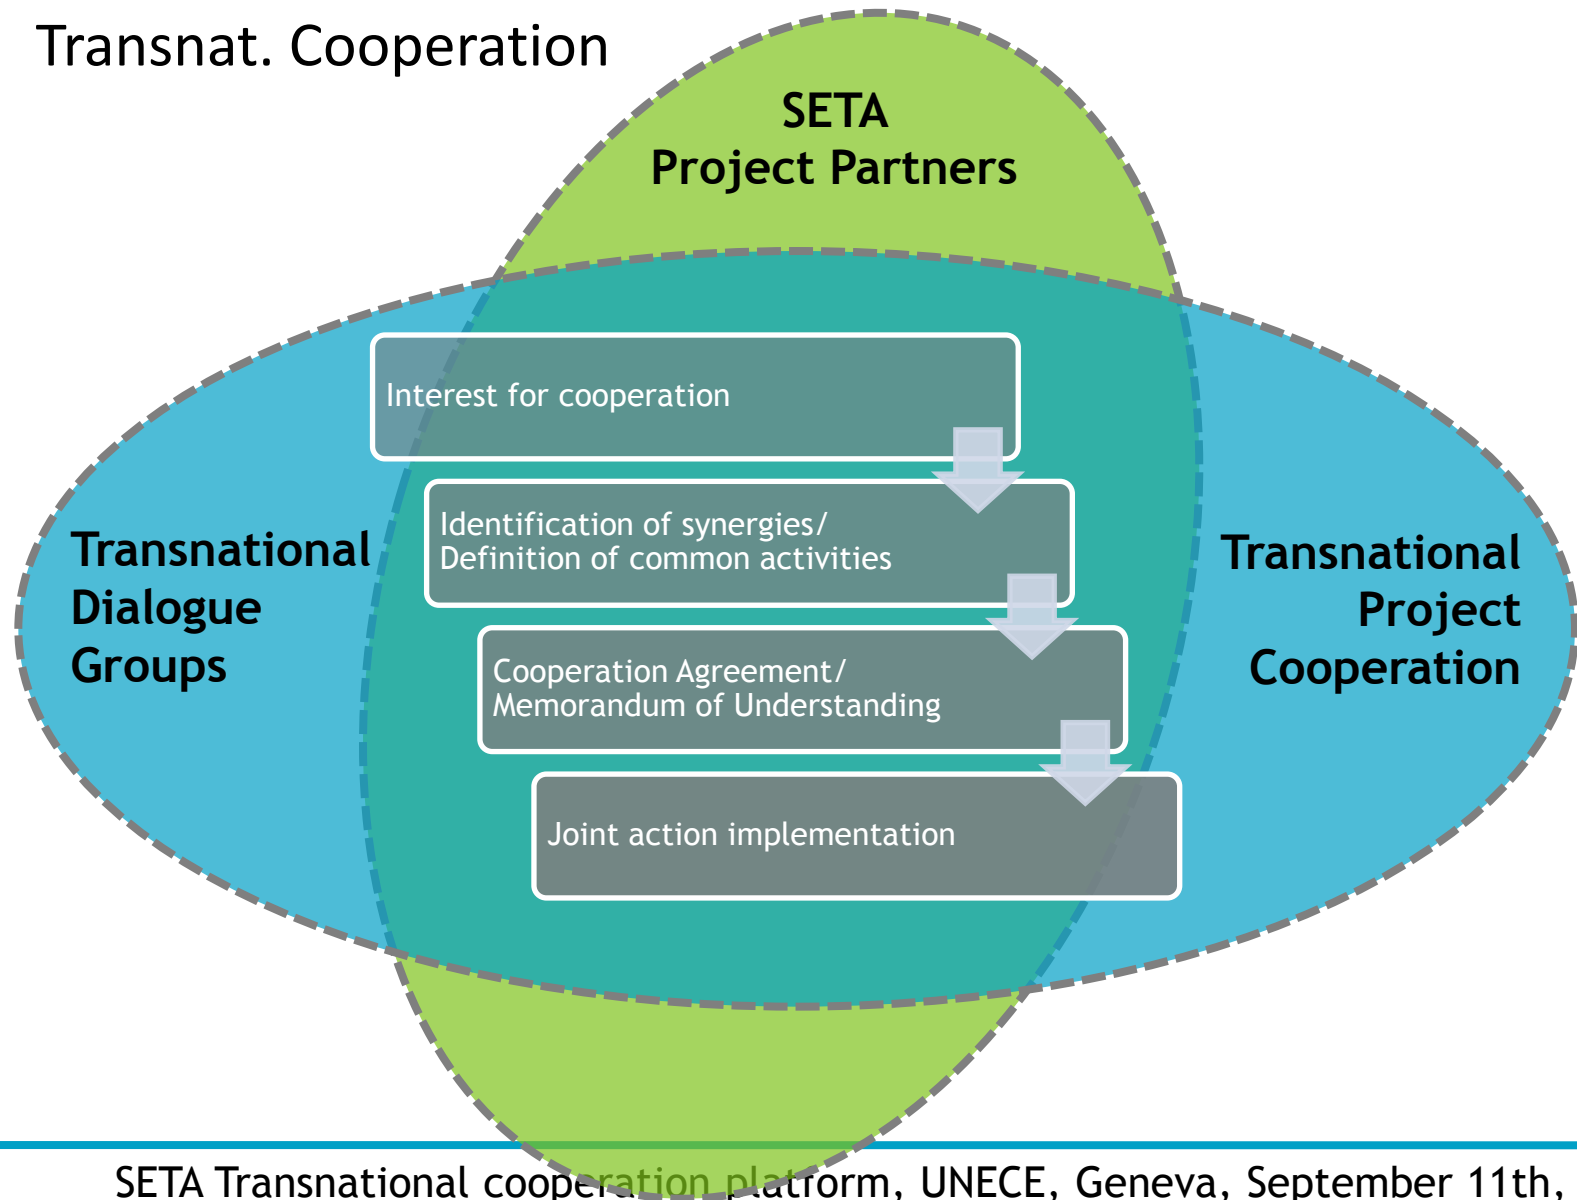 Transnat. Cooperation
SETA
Project Partners
Interest for cooperation
Identification of synergies/
Definition of common activities
Transnational
Dialogue
Groups
Transnational
Project
Cooperation
Cooperation Agreement/
Memorandum of Understanding
Joint action implementation
SETA Transnational cooperation platform, UNECE, Geneva, September 11th,